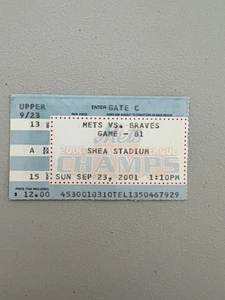 UPPER ENTER GATE C
9/23
13 METS VS. BRAVES
GAME - 81
A SHEA STADIUM
CHAMPS
15 SUN SEP 23, 2001 1:10PM
$ 12.00 4530010310TEL1350467929